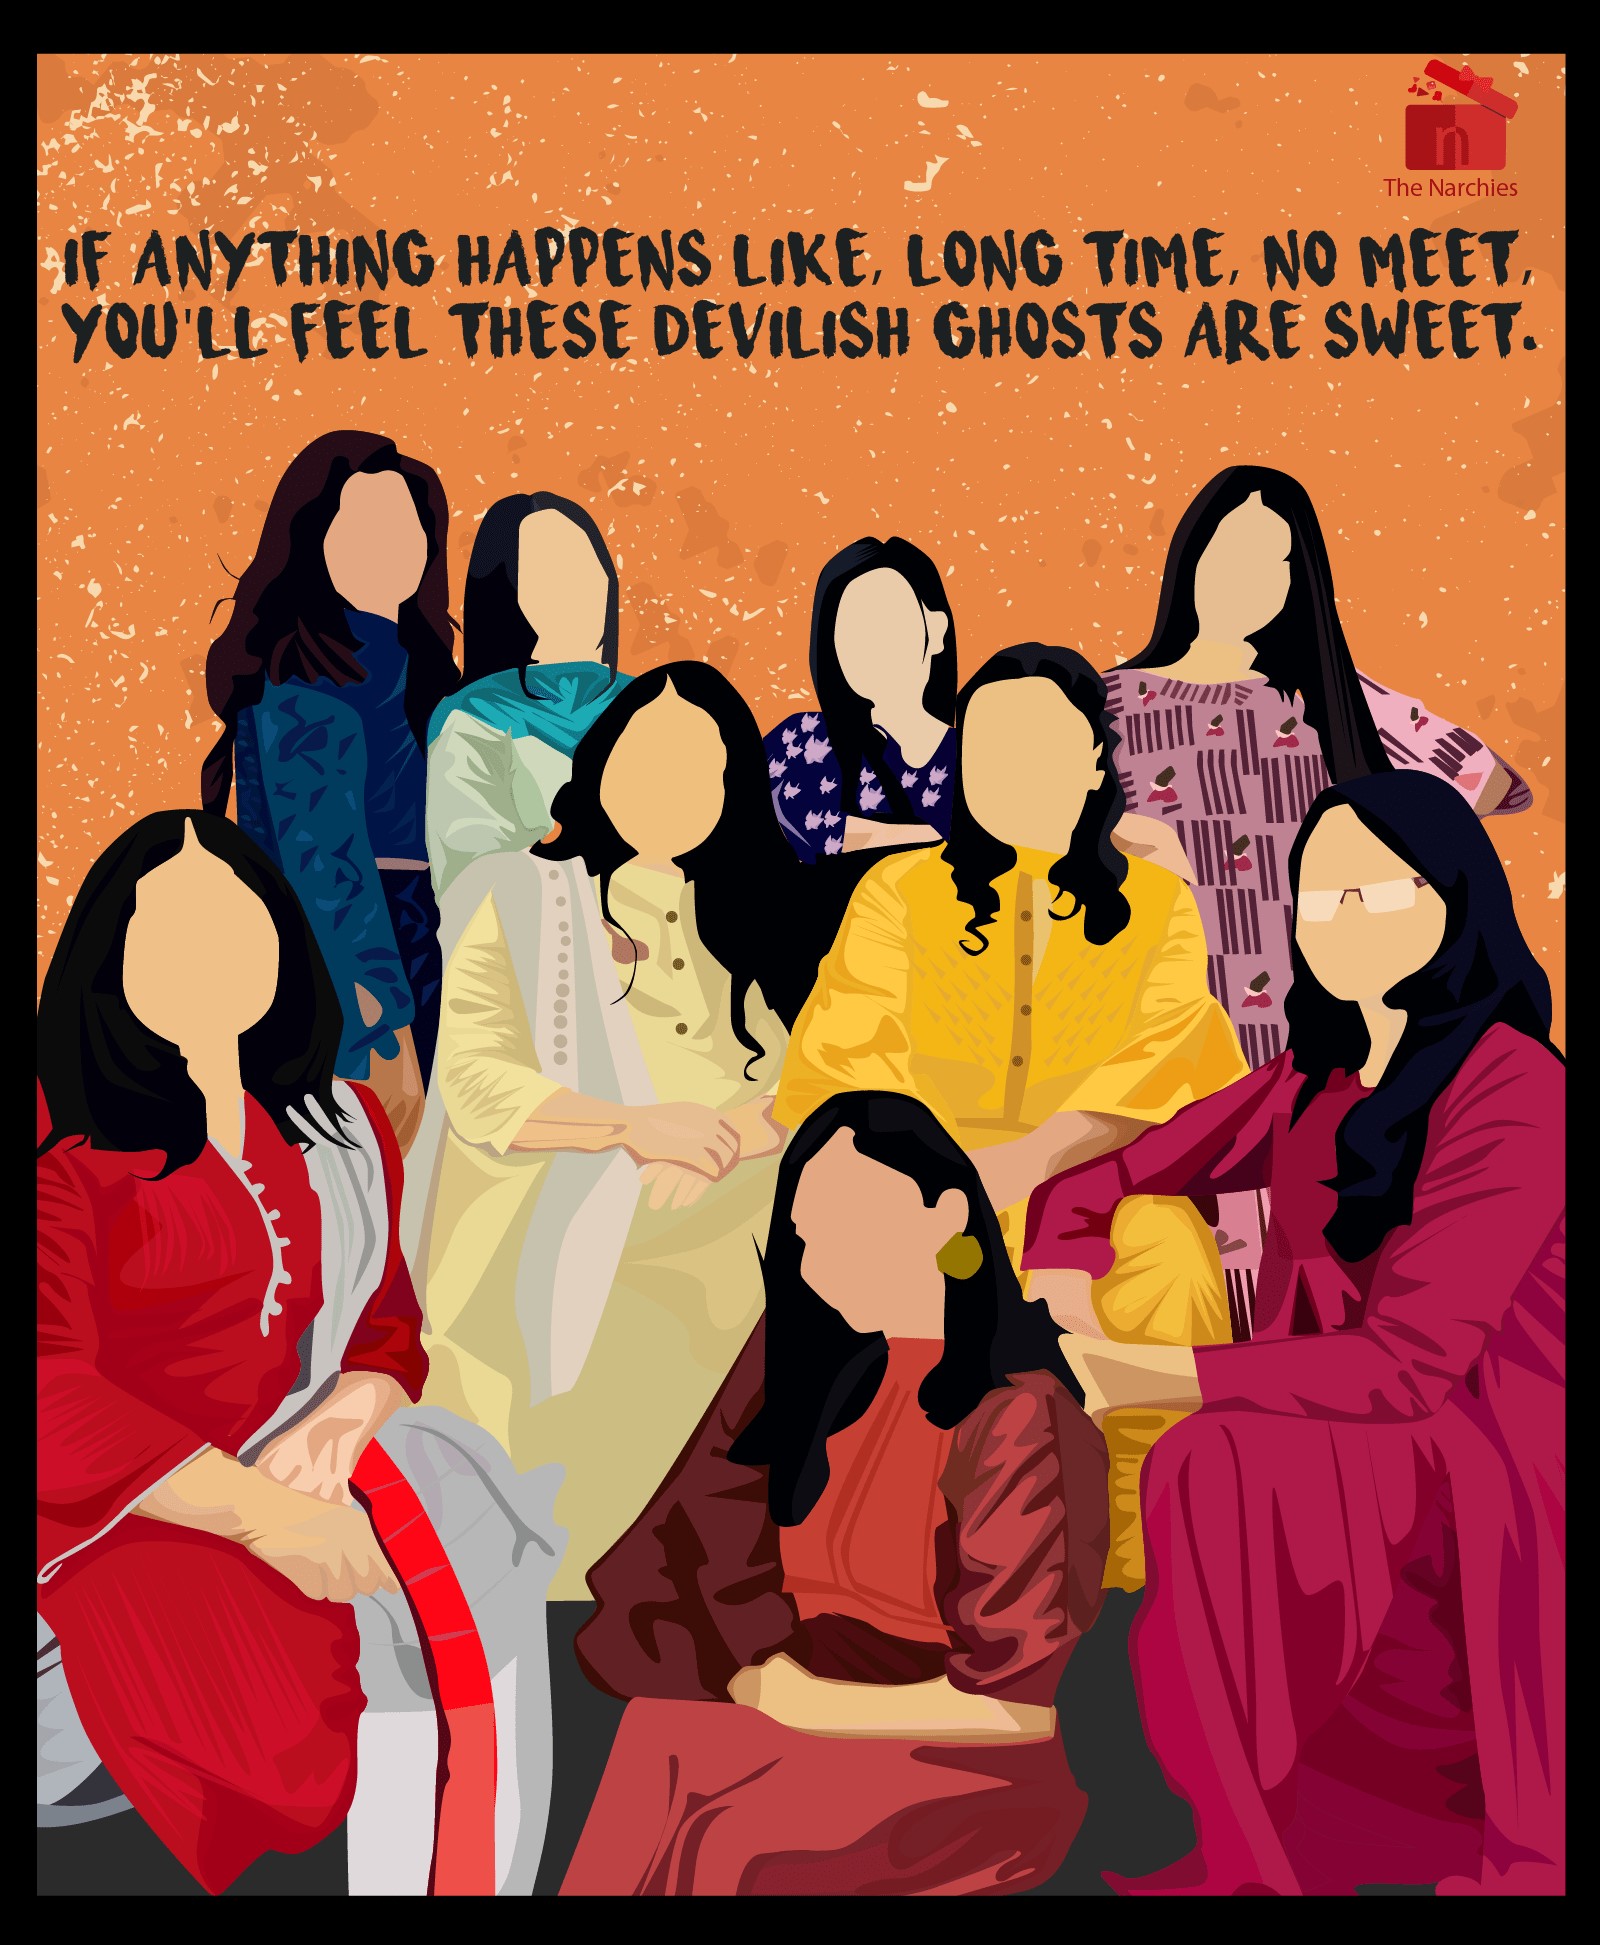 n
The Narchies
IF ANYTHING HAPPENS LIKE, LONG TIME, NO MEET,
YOU'LL FEEL THESE DEVILISH GHOSTS ARE SWEET.